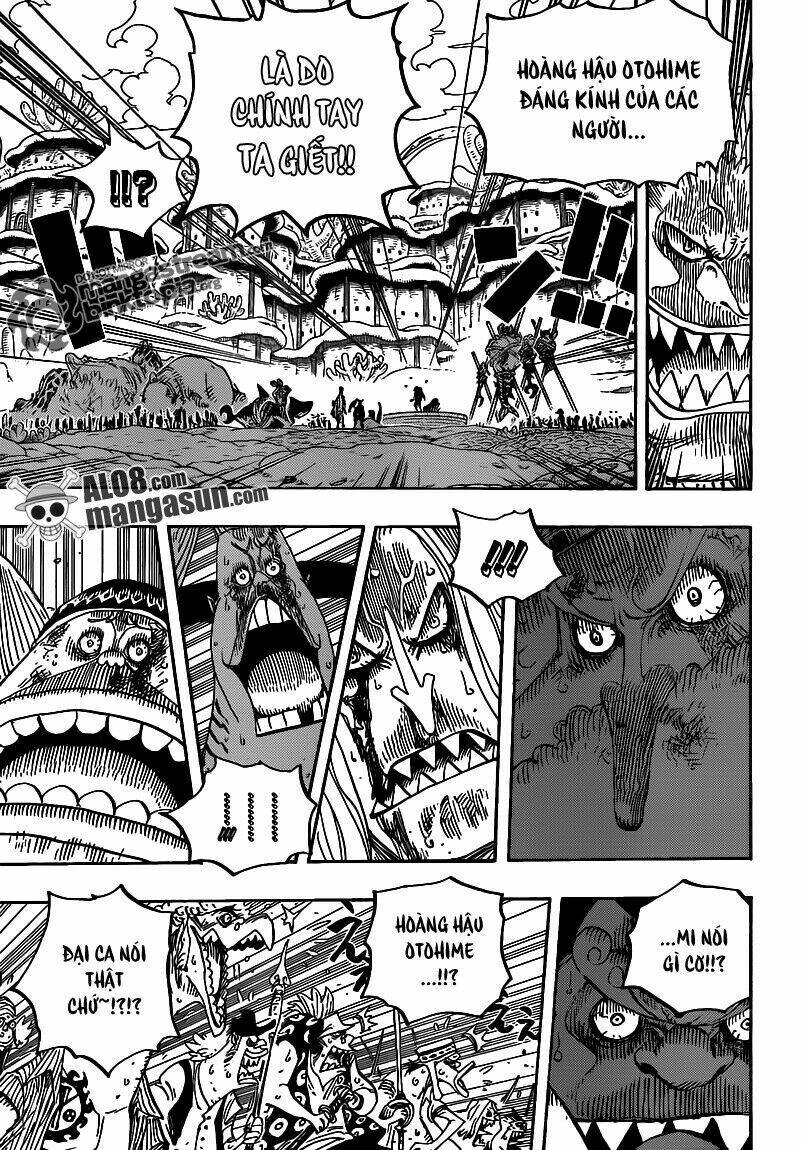 HOÀNG HẬU OTOHIME
ĐÁNG KÍNH CỦA CÁC
NGƯỜI...
LÀ DO
CHÍNH TAY
TA GIẾT!!
!!?
AL08.com
mangasun.com
!!!
...MI NÓI
GÌ CƠ!!?
HOÀNG HẬU
OTOHIME
...!!?
ĐẠI CA NÓI
THẬT
CHỨ~!?!?